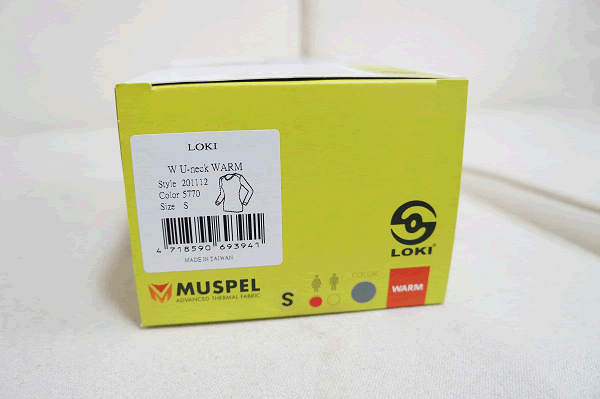 LOKI
W U-neck WARM
Style 201112
Color 5770
Size S
4 718590 693941
MADE IN TAIWAN
LOKI
MUSPEL
ADVANCED THERMAL FABRIC
S
COLOR
WARM